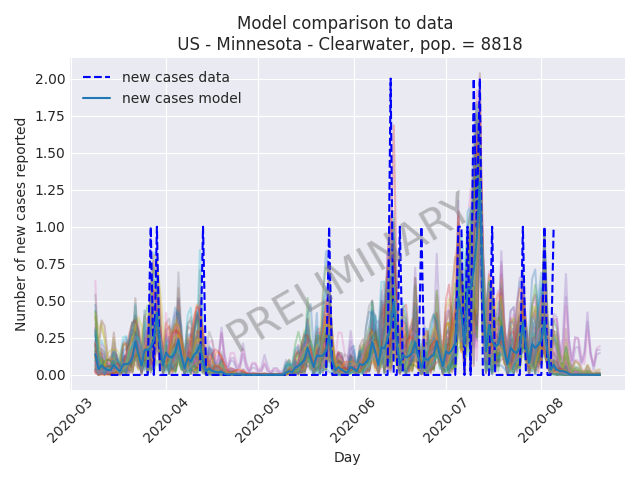 Model comparison to data
US - Minnesota - Clearwater, pop. = 8818
new cases data
new cases model
PRELIMINARY
Number of new cases reported
2.00
1.75
1.50
1.25
1.00
0.75
0.50
0.25
0.00
2020-03
2020-04
2020-05
2020-06
2020-07
2020-08
Day